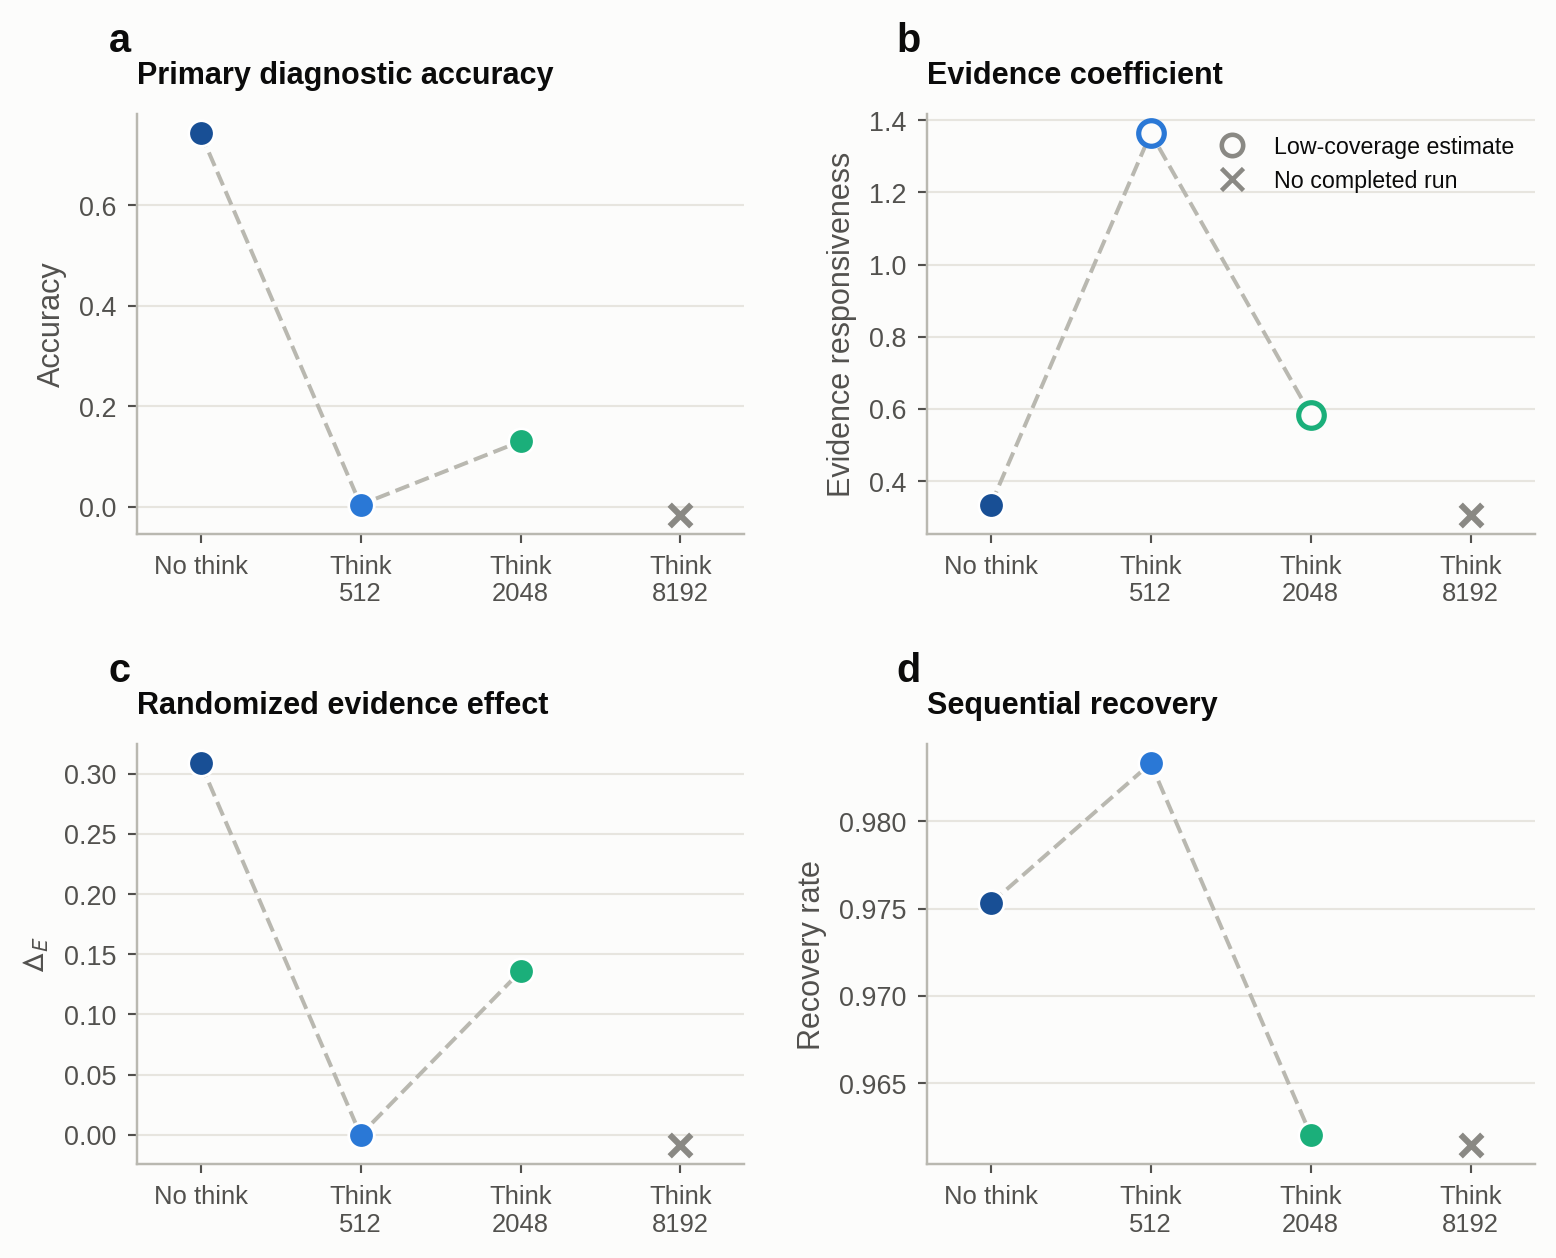 a
Primary diagnostic accuracy
Accuracy
0.6
0.4
0.2
0.0
No think
Think
512
Think
2048
Think
8192
b
Evidence coefficient
Evidence responsiveness
1.4
1.2
1.0
0.8
0.6
0.4
Low-coverage estimate
No completed run
No think
Think
512
Think
2048
Think
8192
c
Randomized evidence effect
Δ_E
0.30
0.25
0.20
0.15
0.10
0.05
0.00
No think
Think
512
Think
2048
Think
8192
d
Sequential recovery
Recovery rate
0.980
0.975
0.970
0.965
No think
Think
512
Think
2048
Think
8192